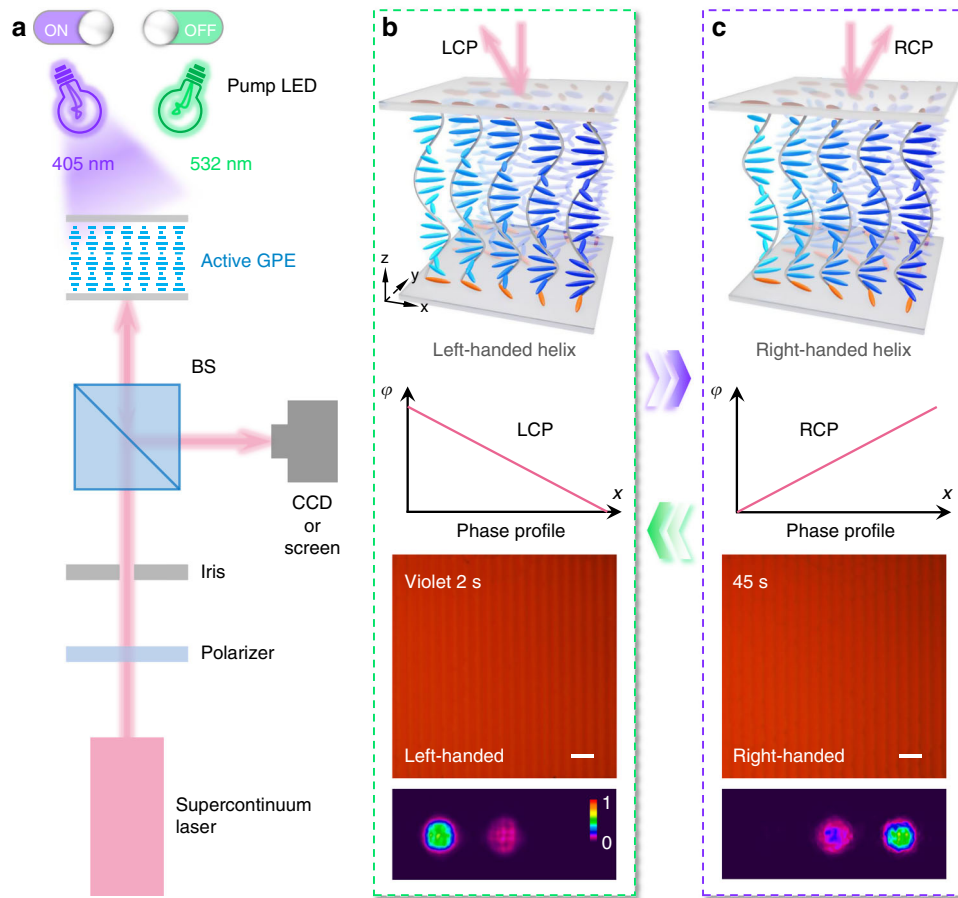 a
ON
OFF
Pump LED
405 nm
532 nm
Active GPE
BS
CCD
or
screen
Iris
Polarizer
Supercontinuum
laser
b
LCP
z
y
x
Left-handed helix
φ
LCP
x
Phase profile
Violet 2 s
Left-handed
1
0
c
RCP
Right-handed helix
φ
RCP
x
Phase profile
45 s
Right-handed